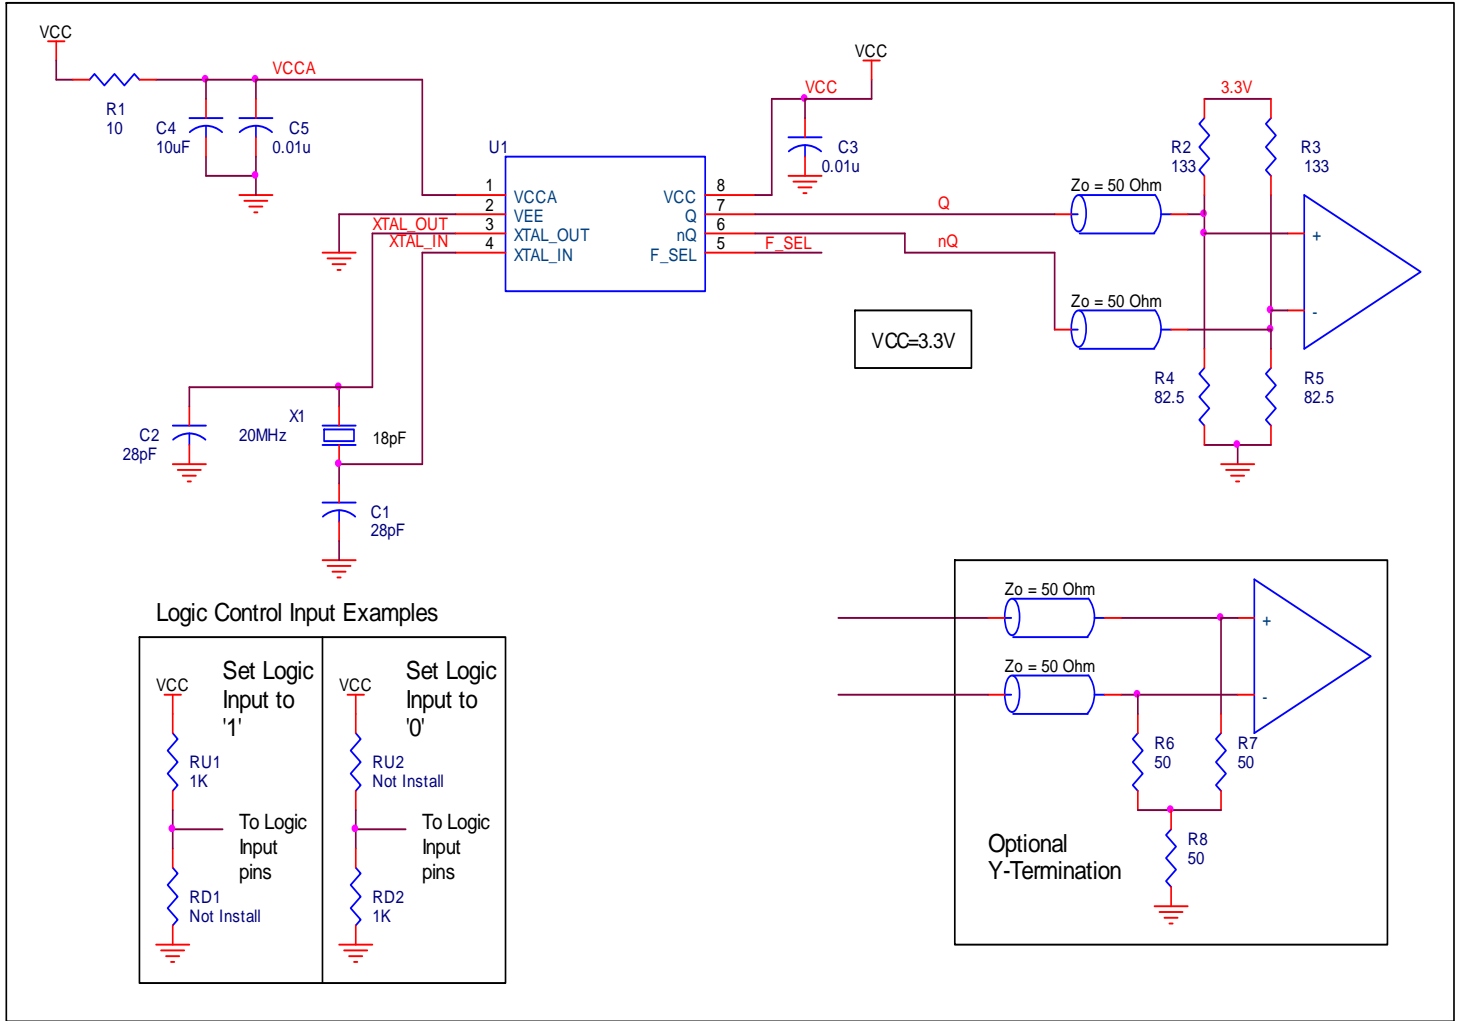 VCC
R1
10
C4
10uF
C5
0.01u
VCCA
U1
1
2
3
4
XTAL_OUT
XTAL_IN
VCCA
VEE
XTAL_OUT
XTAL_IN
VCC
Q
nQ
F_SEL
8
7
6
5
F_SEL
VCC
VCC
C3
0.01u
Q
nQ
Zo = 50 Ohm
Zo = 50 Ohm
3.3V
R2
133
R3
133
+
-
R4
82.5
R5
82.5
VCC=3.3V
C2
28pF
X1
20MHz
18pF
C1
28pF
Logic Control Input Examples
VCC
Set Logic
Input to
'1'
RU1
1K
To Logic
Input
pins
RD1
Not Install
VCC
Set Logic
Input to
'0'
RU2
Not Install
To Logic
Input
pins
RD2
1K
Zo = 50 Ohm
Zo = 50 Ohm
+
-
R6
50
R7
50
R8
50
Optional
Y-Termination